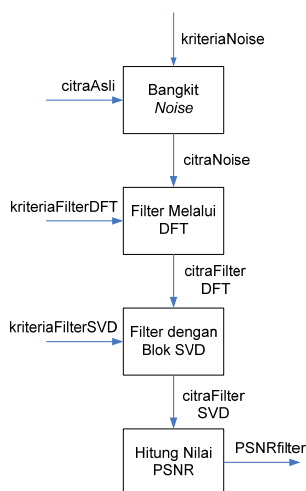 kriteriaNoise
citraAsli
Bangkit
Noise
citraNoise
kriteriaFilterDFT
Filter Melalui
DFT
citraFilter
DFT
kriteriaFilterSVD
Filter dengan
Blok SVD
citraFilter
SVD
Hitung Nilai
PSNR
PSNRfilter